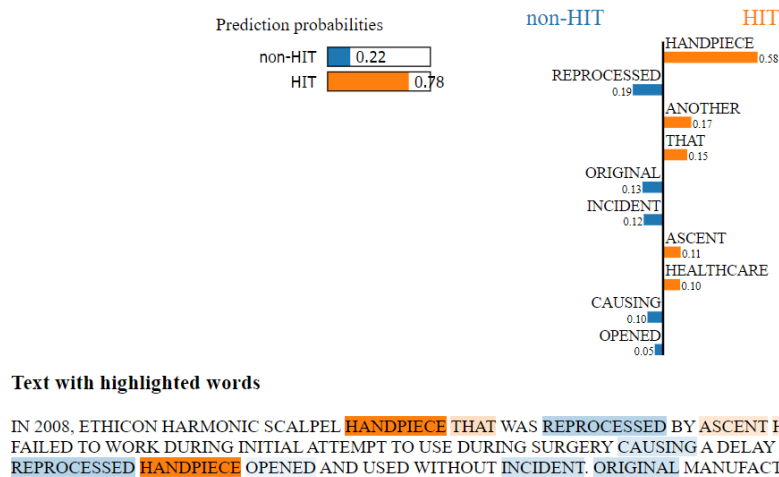 Prediction probabilities
non-HIT 0.22
HIT 0.78
non-HIT HIT
HANDPIECE
0.58
REPROCESSED
0.19
ANOTHER
0.17
THAT
0.15
ORIGINAL
0.13
INCIDENT
0.12
ASCENT
0.11
HEALTHCARE
0.10
CAUSING
0.10
OPENED
0.05
Text with highlighted words
IN 2008, ETHICON HARMONIC SCALPEL HANDPIECE THAT WAS REPROCESSED BY ASCENT H
FAILED TO WORK DURING INITIAL ATTEMPT TO USE DURING SURGERY CAUSING A DELAY
REPROCESSED HANDPIECE OPENED AND USED WITHOUT INCIDENT. ORIGINAL MANUFACT